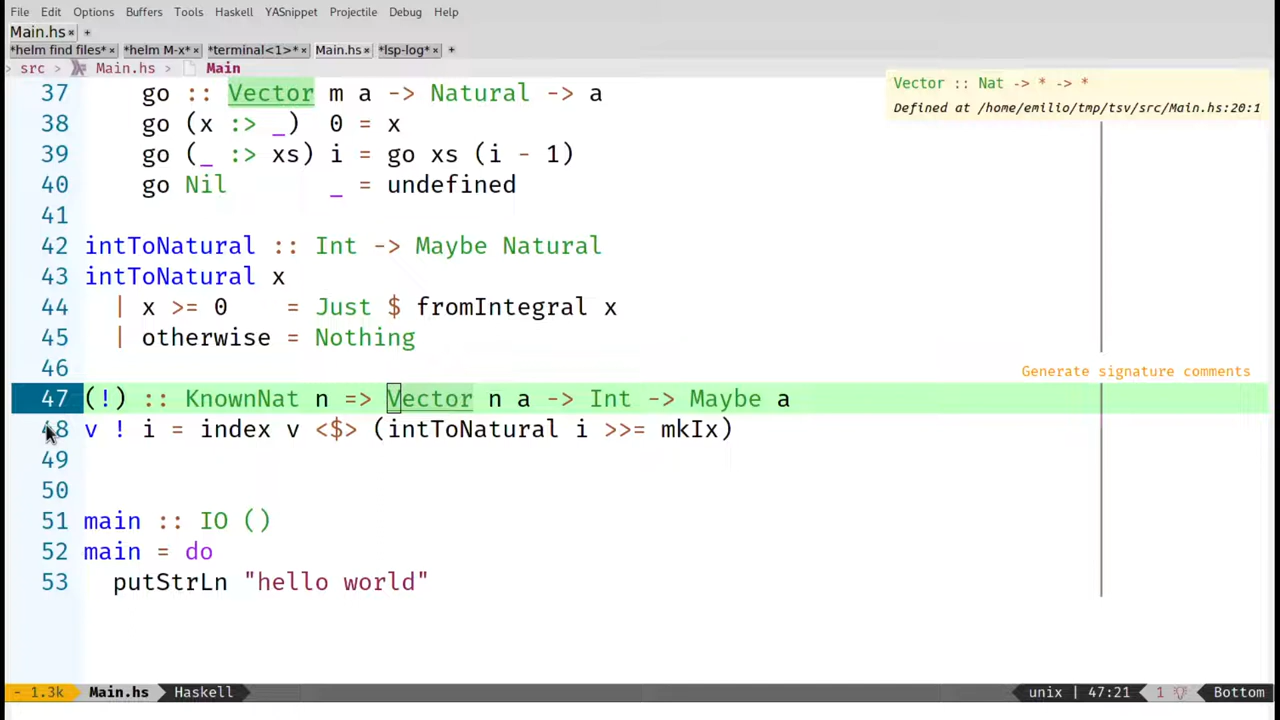 File Edit Options Buffers Tools Haskell YASnippet Projectile Debug Help
Main.hs × +
*helm find files* × *helm M-x* × *terminal<1>* × Main.hs × *lsp-log* × +
> src > Main.hs > Main
Vector :: Nat -> * -> *
Defined at /home/emilio/tmp/tsv/src/Main.hs:20:1
37 go :: Vector m a -> Natural -> a
38 go (x :> _) 0 = x
39 go (_ :> xs) i = go xs (i - 1)
40 go Nil _ = undefined
41
42 intToNatural :: Int -> Maybe Natural
43 intToNatural x
44 | x >= 0 = Just $ fromIntegral x
45 | otherwise = Nothing
46
Generate signature comments
47 (!) :: KnownNat n => Vector n a -> Int -> Maybe a
48 v ! i = index v <$> (intToNatural i >>= mkIx)
49
50
51 main :: IO ()
52 main = do
53 putStrLn "hello world"
- 1.3k Main.hs Haskell unix | 47:21 1 Bottom